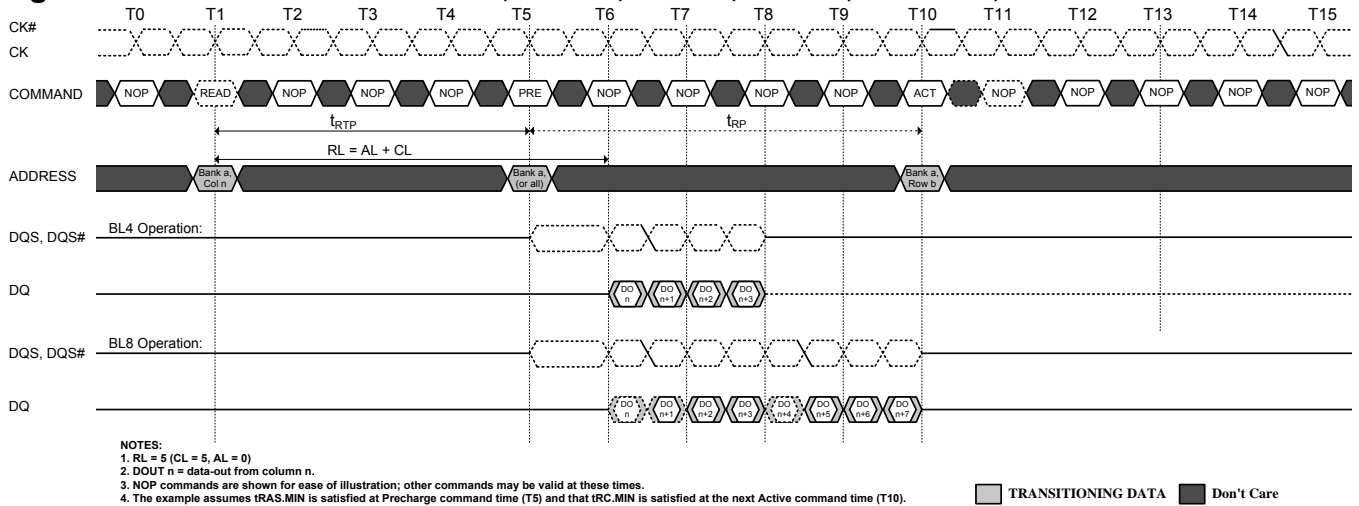 T0 T1 T2 T3 T4 T5 T6 T7 T8 T9 T10 T11 T12 T13 T14 T15
CK#
CK
COMMAND NOP READ NOP NOP NOP PRE NOP NOP NOP NOP ACT NOP NOP NOP NOP NOP
tRTP tRP
RL = AL + CL
ADDRESS Bank a, Col n Bank a, (or all) Bank a, Row b
BL4 Operation:
DQS, DQS#
DQ DO n DO n+1 DO n+2 DO n+3
BL8 Operation:
DQS, DQS#
DQ DO n DO n+1 DO n+2 DO n+3 DO n+4 DO n+5 DO n+6 DO n+7
NOTES:
1. RL = 5 (CL = 5, AL = 0)
2. DOUT n = data-out from column n.
3. NOP commands are shown for ease of illustration; other commands may be valid at these times.
4. The example assumes tRAS.MIN is satisfied at Precharge command time (T5) and that tRC.MIN is satisfied at the next Active command time (T10).
TRANSITIONING DATA Don't Care